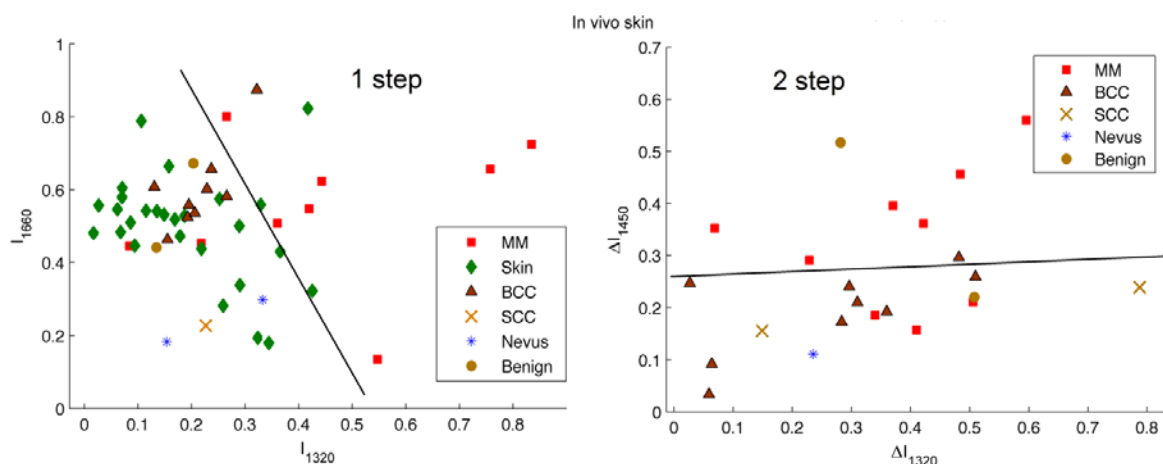 In vivo skin
1 step
I1660
1
0.8
0.6
0.4
0.2
0
0 0.1 0.2 0.3 0.4 0.5 0.6 0.7 0.8
I1320
MM
Skin
BCC
SCC
Nevus
Benign
2 step
ΔI1450
0.7
0.6
0.5
0.4
0.3
0.2
0.1
0
0 0.1 0.2 0.3 0.4 0.5 0.6 0.7 0.8
ΔI1320
MM
BCC
SCC
Nevus
Benign